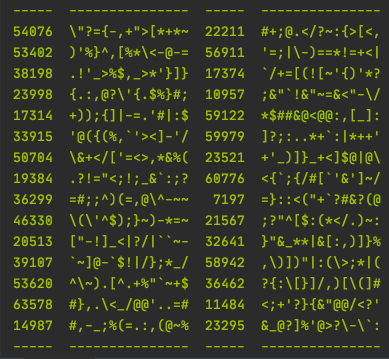 -----  ---------------  -----  ---------------
54076  \"?={-,+">[*+*~  22211  #+;@.</?~:{>[<,
53402  )'%}^,[%*\<-@-=  56911  '=;|\-)==*!=+<|
38198  .!'_>%$,_>*'}]}  17374  `/+=[(![~'{)'*?
23998  {.:,@?\'{.$%}#;  10957  ;&"`!&"~=&<"-\/
17314  +));{]|-=.'#|:$  59122  *$##&@<@@:,[_]:
33915  '@({(%,`'><]-'/  59979  ]?;:..*+`:|*++'
50704  \&+</['=<>,*&%(  23521  +'_)]}_+<]$@|@\
19384  .?!="<;!;_&`:;?  60776  <{`;{/#[`'&']~/
36299  =#;;^)(=,@\^-~~   7197  =}::<("+`?#&?(@
46330  \(\'^$);}~)-*=~  21567  ;?"^[$:(*</.)~:
20513  ["-!]_<|?/|``~-  32641  }"&_**|&[:,)]}%
39107  `~]@-`$!|/};*_/  58942  ,\)])"|:(\>;*|(
53620  ^\~).[^.+%"`~+$  36462  ?{:\[}]/,)[\(]#
63578  #},.\<_/@@'..=#  11484  <;+'?}{&"@@/<?'
14987  #,-_;%(=.:,(@~%  23295  &_@?]%'@>?\-\`:
-----  ---------------  -----  ---------------